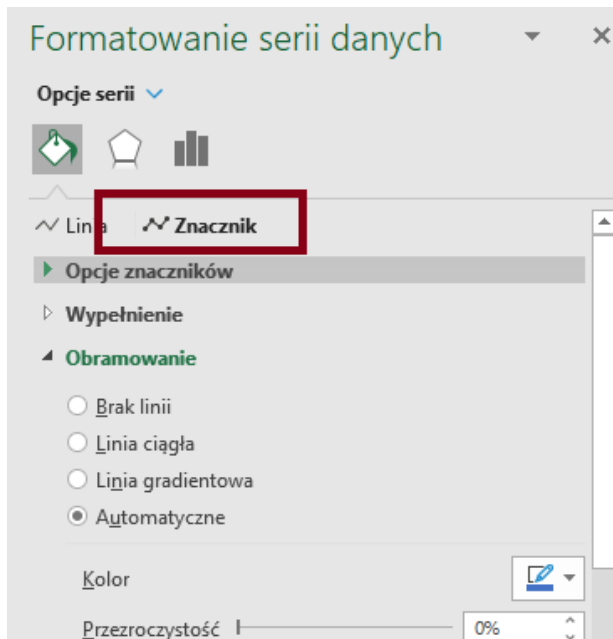 Formatowanie serii danych
Opcje serii
Linia Znacznik
Opcje znaczników
Wypełnienie
Obramowanie
Brak linii
Linia ciągła
Linia gradientowa
Automatyczne
Kolor
Przezroczystość 0%